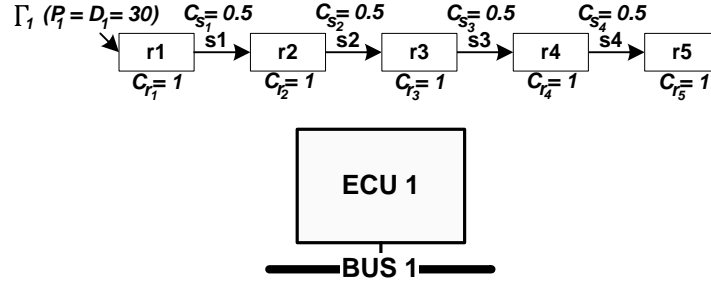 Γ₁ (P₁ = D₁ = 30) Cₛ₁= 0.5 Cₛ₂= 0.5 Cₛ₃= 0.5 Cₛ₄= 0.5
r1 s1 r2 s2 r3 s3 r4 s4 r5
Cᵣ₁= 1 Cᵣ₂= 1 Cᵣ₃= 1 Cᵣ₄= 1 Cᵣ₅= 1
ECU 1
BUS 1